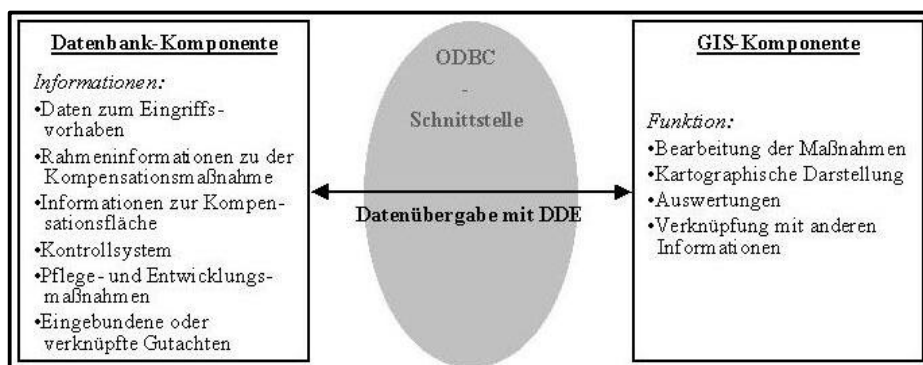 Datenbank-Komponente
Informationen:
•Daten zum Eingriffs-
vorhaben
•Rahmeninformationen zu der
Kompensationsmaßnahme
•Informationen zur Kompen-
sationsfläche
•Kontrollsystem
•Pflege- und Entwicklungs-
maßnahmen
•Eingebundene oder
verknüpfte Gutachten
ODBC
-
Schnittstelle
Datenübergabe mit DDE
GIS-Komponente
Funktion:
•Bearbeitung der Maßnahmen
•Kartographische Darstellung
•Auswertungen
•Verknüpfung mit anderen
Informationen